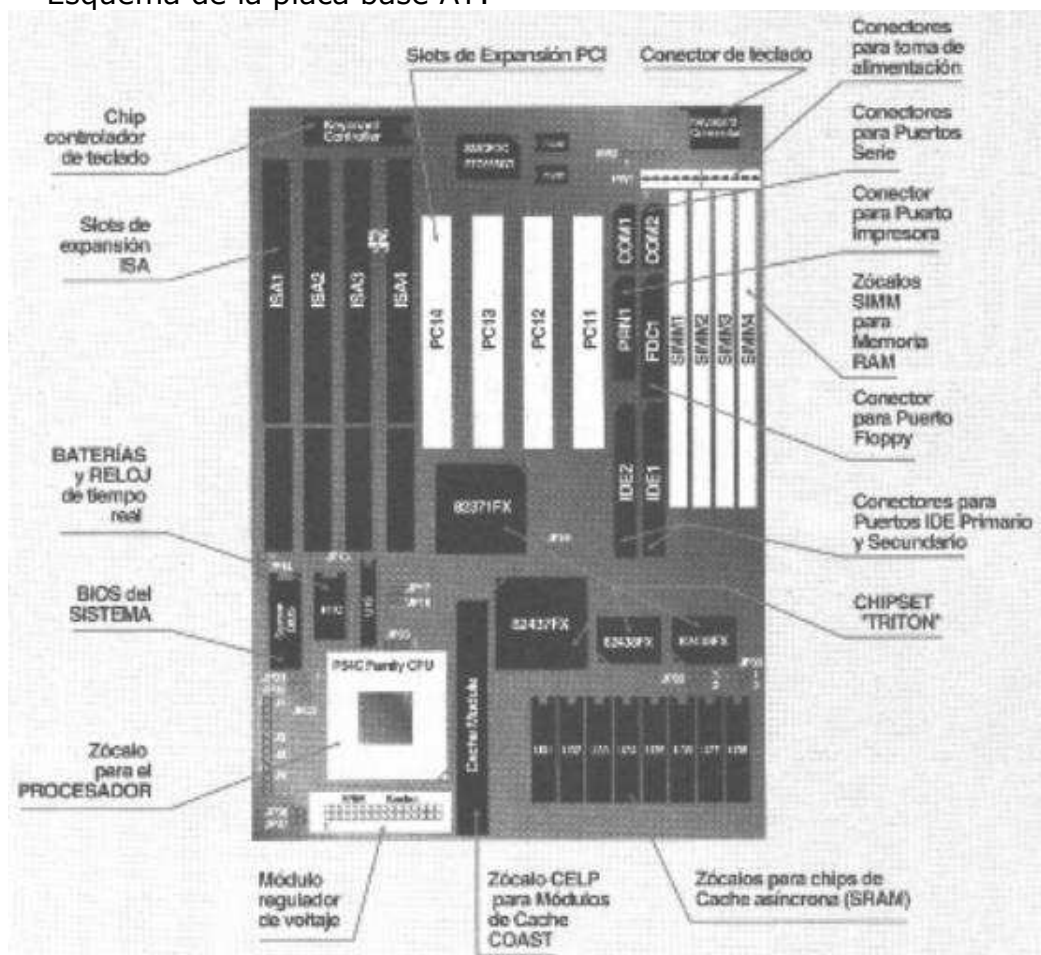 Esquema de la placa base AT:
Slots de Expansión PCI
Conector de teclado
Conectores
para toma de
alimentación
Chip
controlador
de teclado
Keyboard
Controller
Conectores
para Puertos
Serie
Slots de
expansión
ISA
Conector
para Puerto
Impresora
ISA1
ISA2
ISA3
ISA4
PC14
PC13
PC12
PC11
COM1
COM2
PRN1
FDC1
SIMM1
SIMM2
SIMM3
SIMM4
Zócalos
SIMM
para
Memoria
RAM
Conector
para Puerto
Floppy
BATERÍAS
y RELOJ
de tiempo
real
IDE2
IDE1
82371FX
Conectores para
Puertos IDE Primario
y Secundario
BIOS del
SISTEMA
82437FX
82438FX
82438FX
CHIPSET
"TRITON"
P54C Family CPU
Cache Module
Zócalo
para el
PROCESADOR
Módulo
regulador
de voltaje
Zócalo CELP
para Módulos
de Cache
COAST
Zócalos para chips de
Cache asíncrona (SRAM)